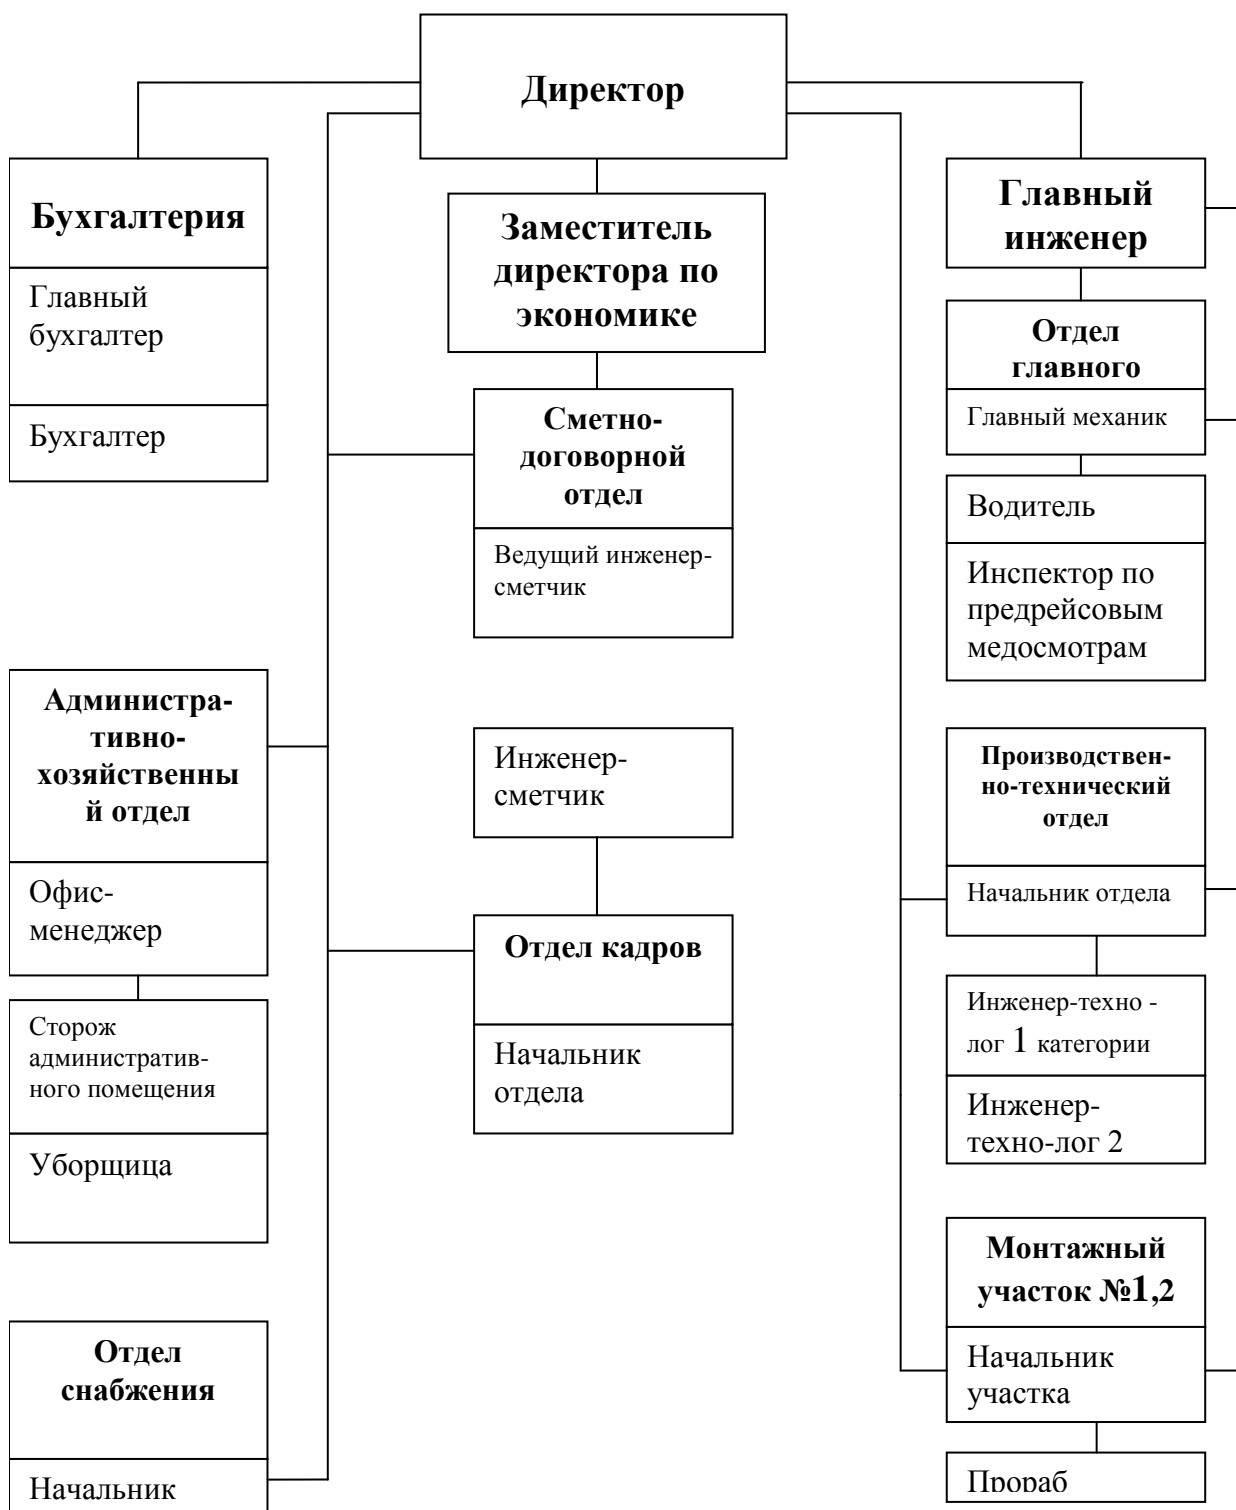 Директор
Бухгалтерия
Главный
бухгалтер
Бухгалтер
Заместитель
директора по
экономике
Сметно-
договорной
отдел
Ведущий инженер-
сметчик
Главный
инженер
Отдел
главного
Главный механик
Водитель
Инспектор по
предрейсовым
медосмотрам
Административно-
Администра-
тивно-
хозяйственны
й отдел
Офис-
менеджер
Сторож
административ-
ного помещения
Уборщица
Инженер-
сметчик
Отдел кадров
Начальник
отдела
Производствен-
но-технический
отдел
Начальник отдела
Инженер-техно -
лог 1 категории
Инженер-
техно-лог 2
Отдел
снабжения
Начальник
Монтажный
участок №1,2
Начальник
участка
Прораб